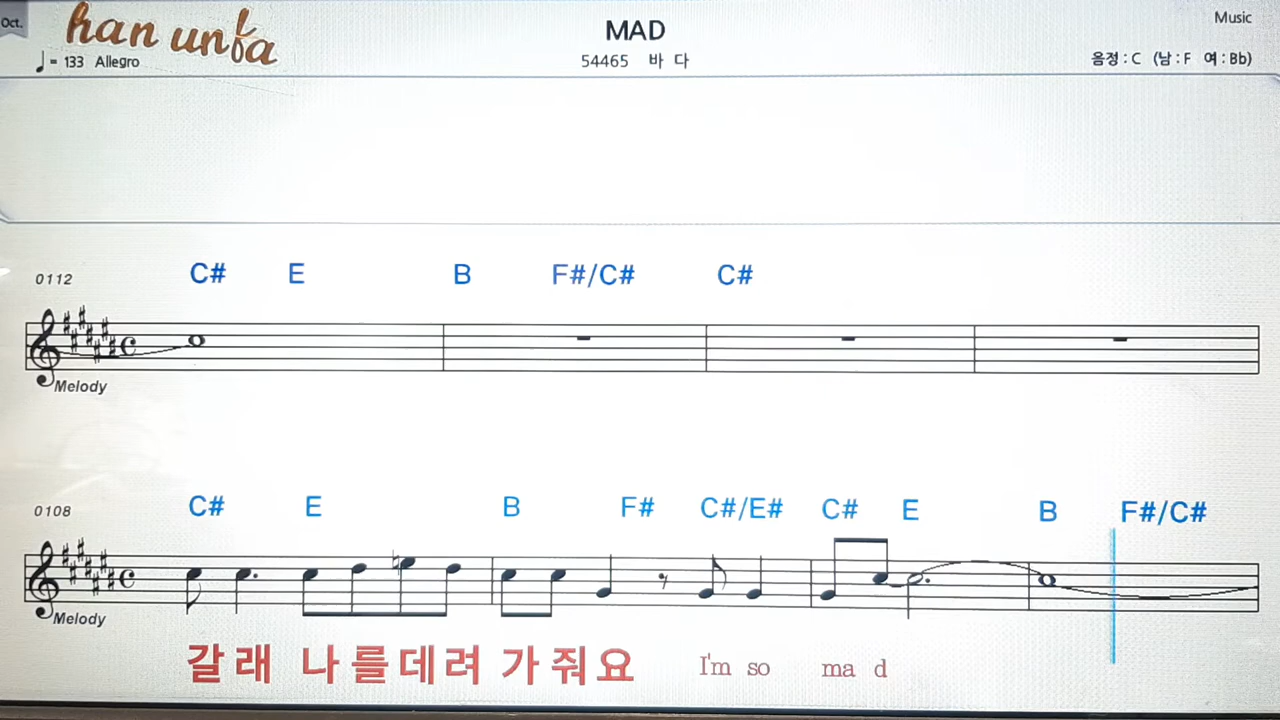 Oct.
han unfa
MAD
Music
♩= 133 Allegro
54465 바 다
음정 : C (남 : F 여 : Bb)
C# E B F#/C# C#
0112
Melody
C# E B F# C#/E# C# E B F#/C#
0108
Melody
갈 래 나 를 데 려 가 줘 요 I'm so ma d